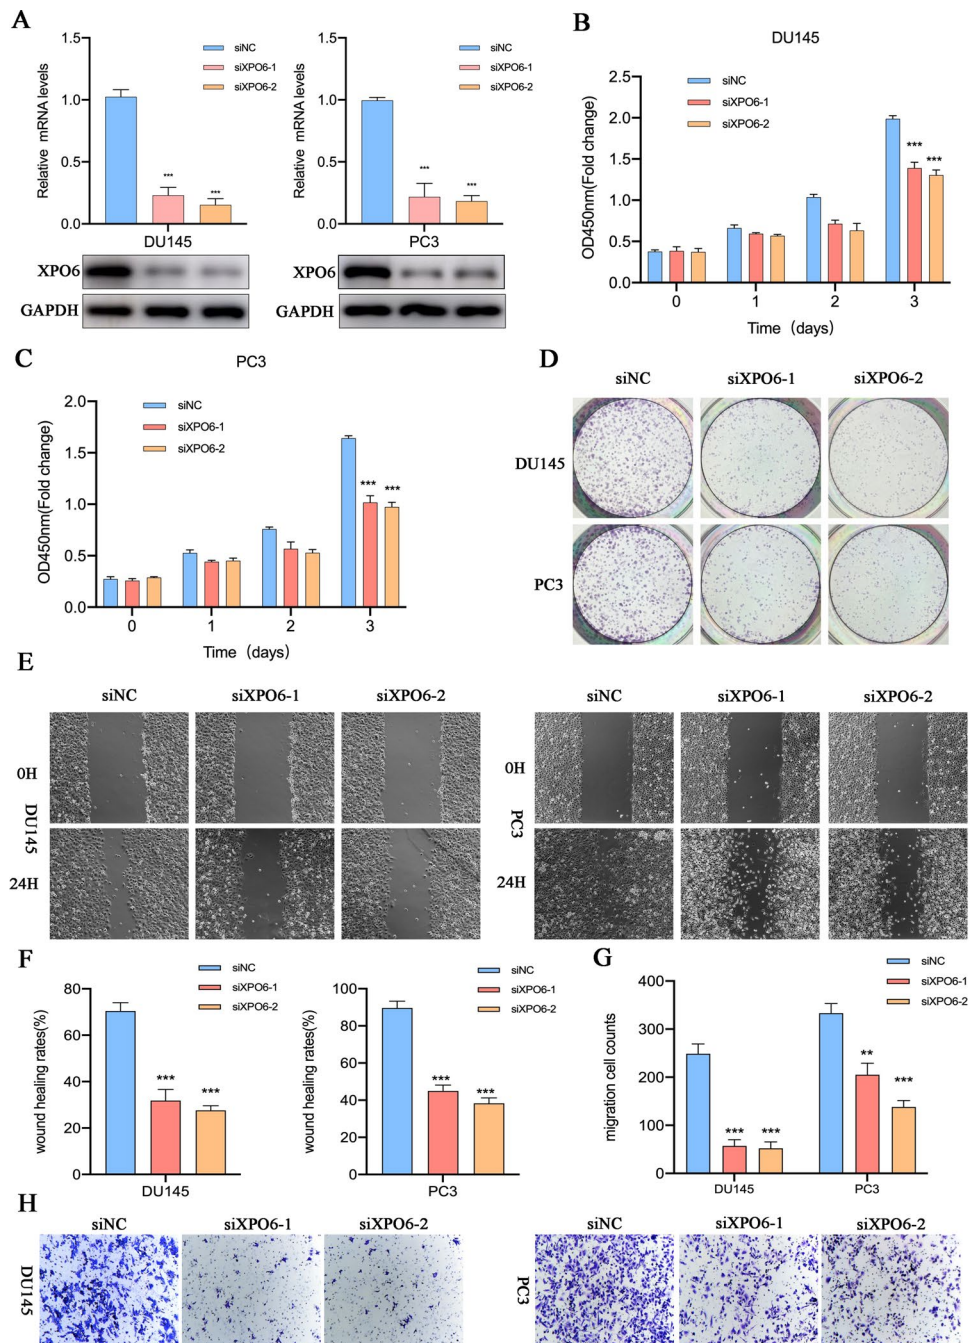 A
Relative mRNA levels
1.5
1.0
0.5
0.0
siNC
siXPO6-1
siXPO6-2
***
***
DU145
XPO6
GAPDH
Relative mRNA levels
1.5
1.0
0.5
0.0
siNC
siXPO6-1
siXPO6-2
***
***
PC3
XPO6
GAPDH
B
DU145
OD450nm(Fold change)
2.5
2.0
1.5
1.0
0.5
0.0
siNC
siXPO6-1
siXPO6-2
***
***
0 1 2 3
Time (days)
C
PC3
OD450nm(Fold change)
2.0
1.5
1.0
0.5
0.0
siNC
siXPO6-1
siXPO6-2
*** ***
0 1 2 3
Time (days)
D
siNC siXPO6-1 siXPO6-2
DU145
PC3
E
siNC siXPO6-1 siXPO6-2
0H
DU145
24H
siNC siXPO6-1 siXPO6-2
0H
PC3
24H
F
wound healing rates(%)
80
60
40
20
0
siNC
siXPO6-1
siXPO6-2
***
***
DU145
wound healing rates(%)
100
80
60
40
20
0
siNC
siXPO6-1
siXPO6-2
***
***
PC3
G
migration cell counts
400
300
200
100
0
siNC
siXPO6-1
siXPO6-2
*** ***
**
***
DU145 PC3
H
siNC siXPO6-1 siXPO6-2
DU145
siNC siXPO6-1 siXPO6-2
PC3